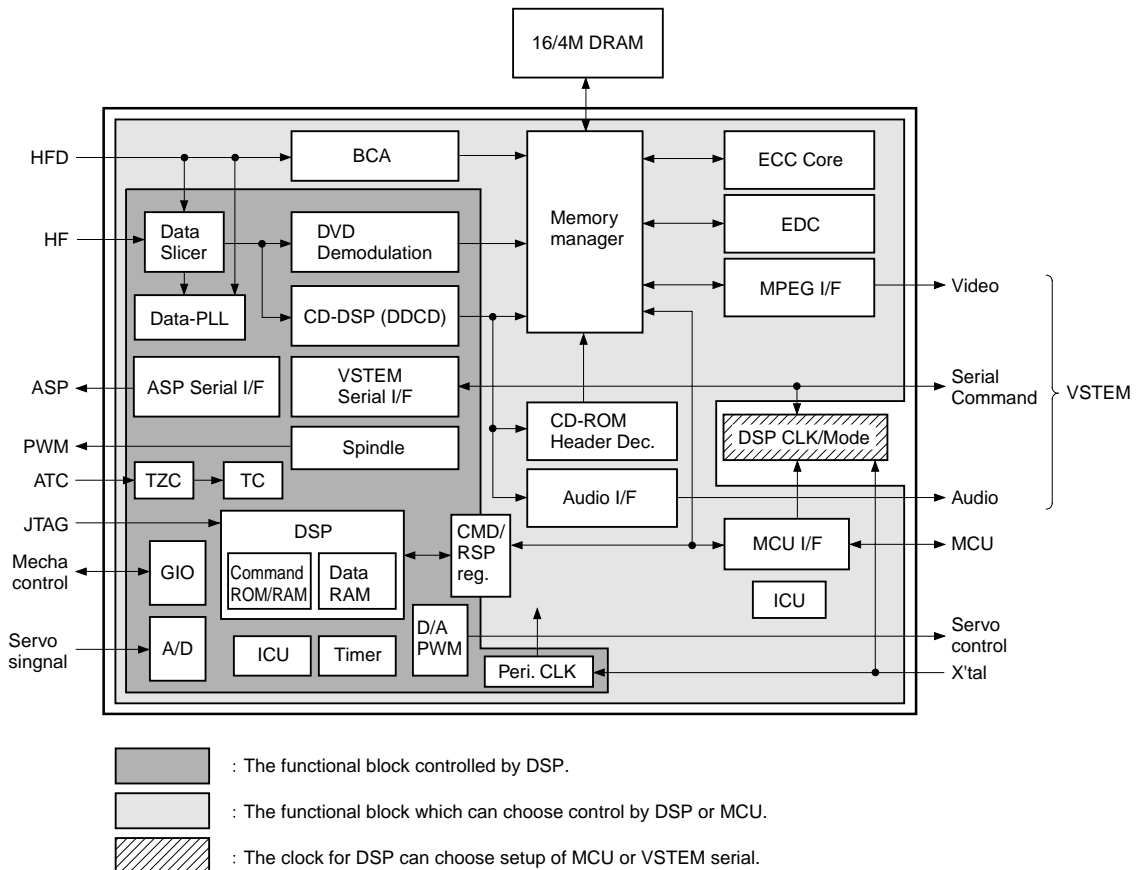 16/4M DRAM
HFD
BCA
ECC Core
HF
Data
Slicer
DVD
Demodulation
Memory
manager
EDC
Data-PLL
CD-DSP (DDCD)
MPEG I/F
Video
ASP
ASP Serial I/F
VSTEM
Serial I/F
Serial
Command
VSTEM
PWM
Spindle
CD-ROM
Header Dec.
DSP CLK/Mode
ATC
TZC
TC
Audio I/F
Audio
JTAG
DSP
CMD/
RSP
reg.
MCU I/F
MCU
Mecha
control
GIO
Command
ROM/RAM
Data
RAM
ICU
Servo
singnal
A/D
ICU
Timer
D/A
PWM
Servo
control
Peri. CLK
X'tal
: The functional block controlled by DSP.
: The functional block which can choose control by DSP or MCU.
: The clock for DSP can choose setup of MCU or VSTEM serial.